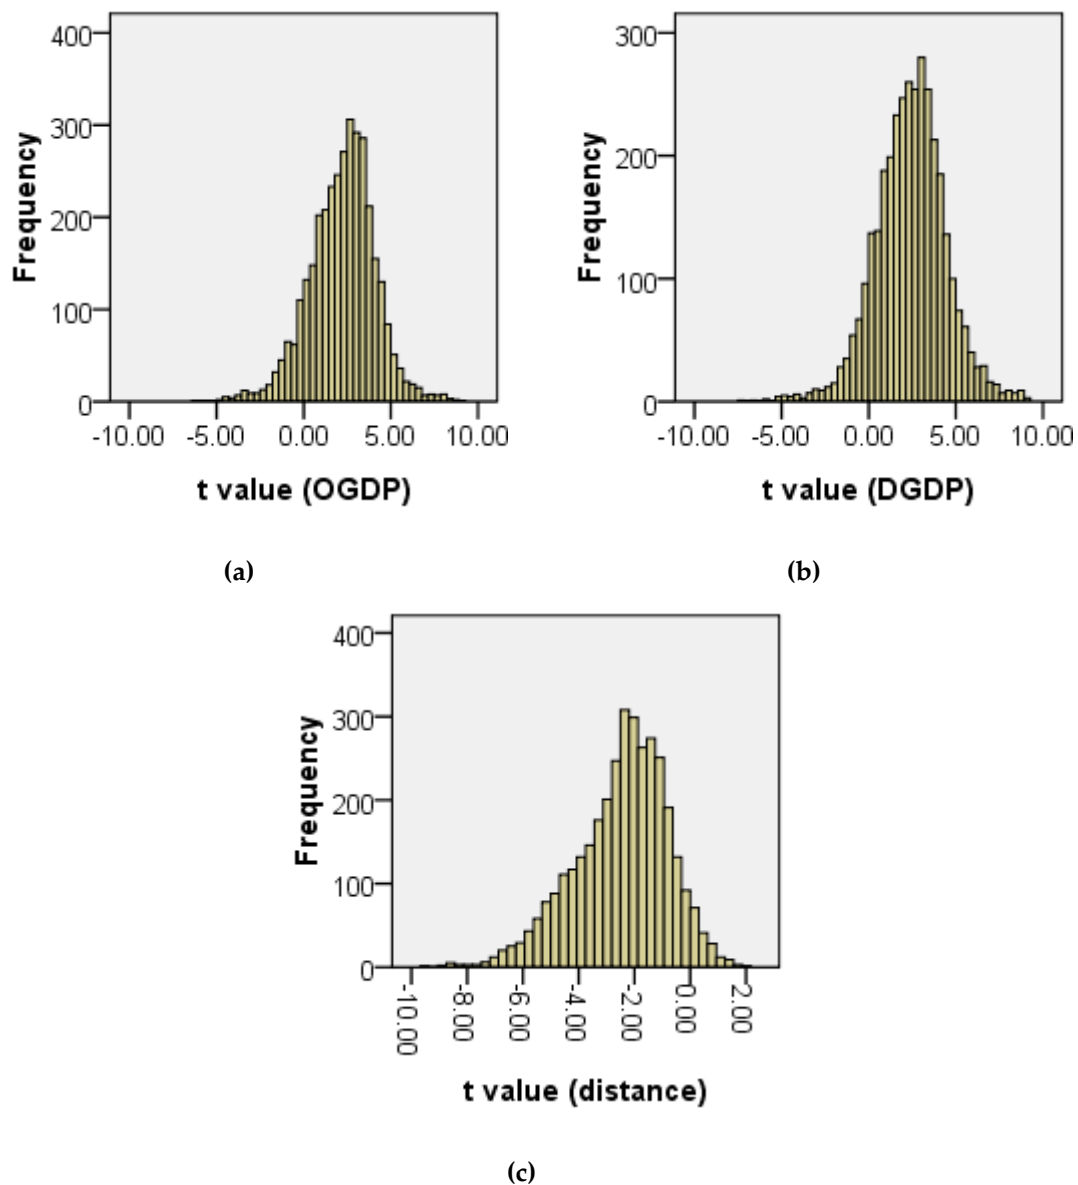 400
300
200
100
0
Frequency
-10.00 -5.00 0.00 5.00 10.00
t value (OGDP)
(a)
300
200
100
0
Frequency
-10.00 -5.00 0.00 5.00 10.00
t value (DGDP)
(b)
400
300
200
100
0
Frequency
-10.00 -8.00 -6.00 -4.00 -2.00 0.00 2.00
t value (distance)
(c)